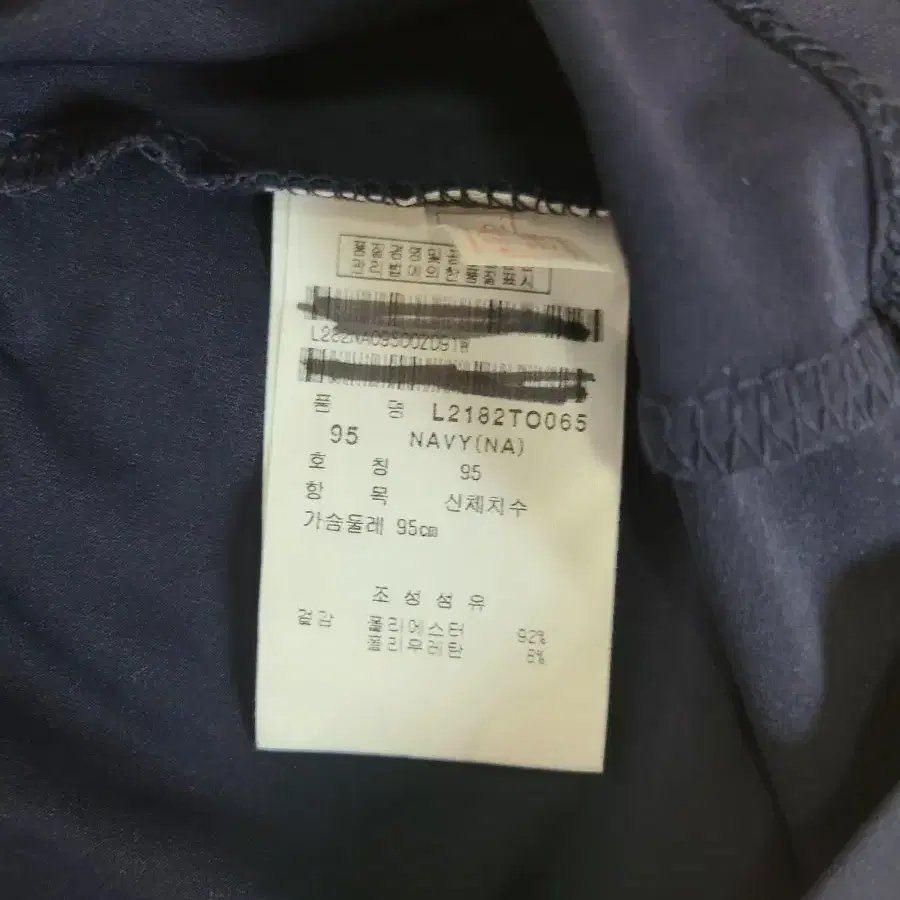 품질경영및
관리법에의한품질표시
품 명 L2182TO065
95 NAVY(NA)
호 칭 95
항 목 신체치수
가슴둘레 95cm
조 성 섬 유
겉감 폴리에스터 92%
폴리우레탄 8%